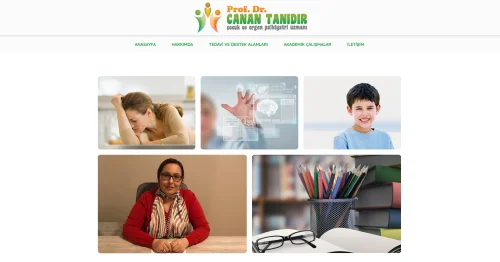 Prof. Dr.
CANAN TANIDIR
çocuk ve ergen psikiyatri uzmanı
ANASAYFA HAKKIMDA TEDAVİ VE DESTEK ALANLARI AKADEMİK ÇALIŞMALAR İLETİŞİM